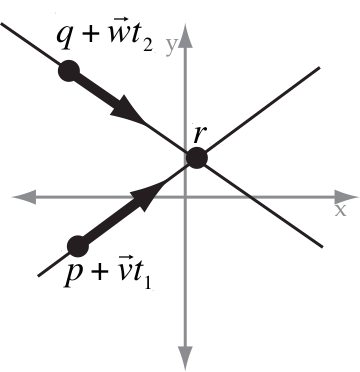 q + w⃗t₂
y
r
x
p + v⃗t₁